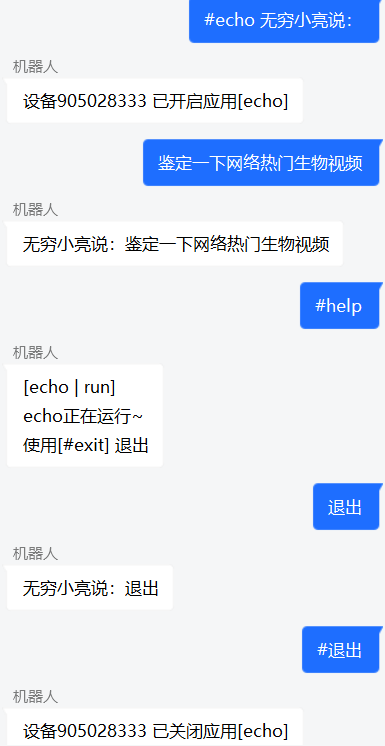 #echo 无穷小亮说：
机器人
设备905028333 已开启应用[echo]
鉴定一下网络热门生物视频
机器人
无穷小亮说：鉴定一下网络热门生物视频
#help
机器人
[echo | run]
echo正在运行~
使用[#exit] 退出
退出
机器人
无穷小亮说：退出
#退出
机器人
设备905028333 已关闭应用[echo]